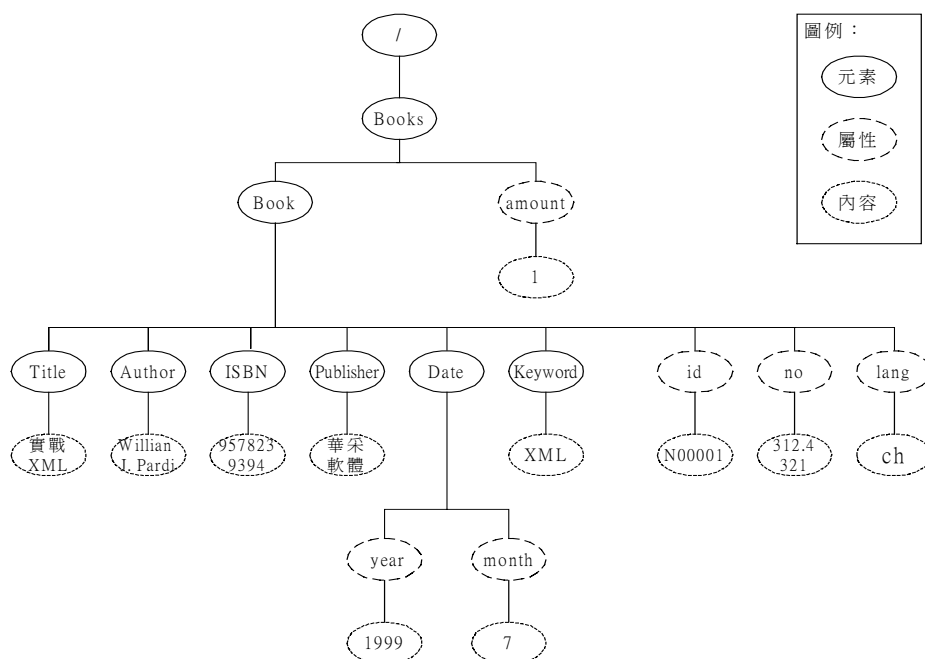 /
圖例：
元素
Books
屬性
Book
amount
內容
1
Title
Author
ISBN
Publisher
Date
Keyword
id
no
lang
實戰
XML
Willian
J. Pardi
957823
9394
華采
軟體
XML
N00001
312.4
321
ch
year
month
1999
7